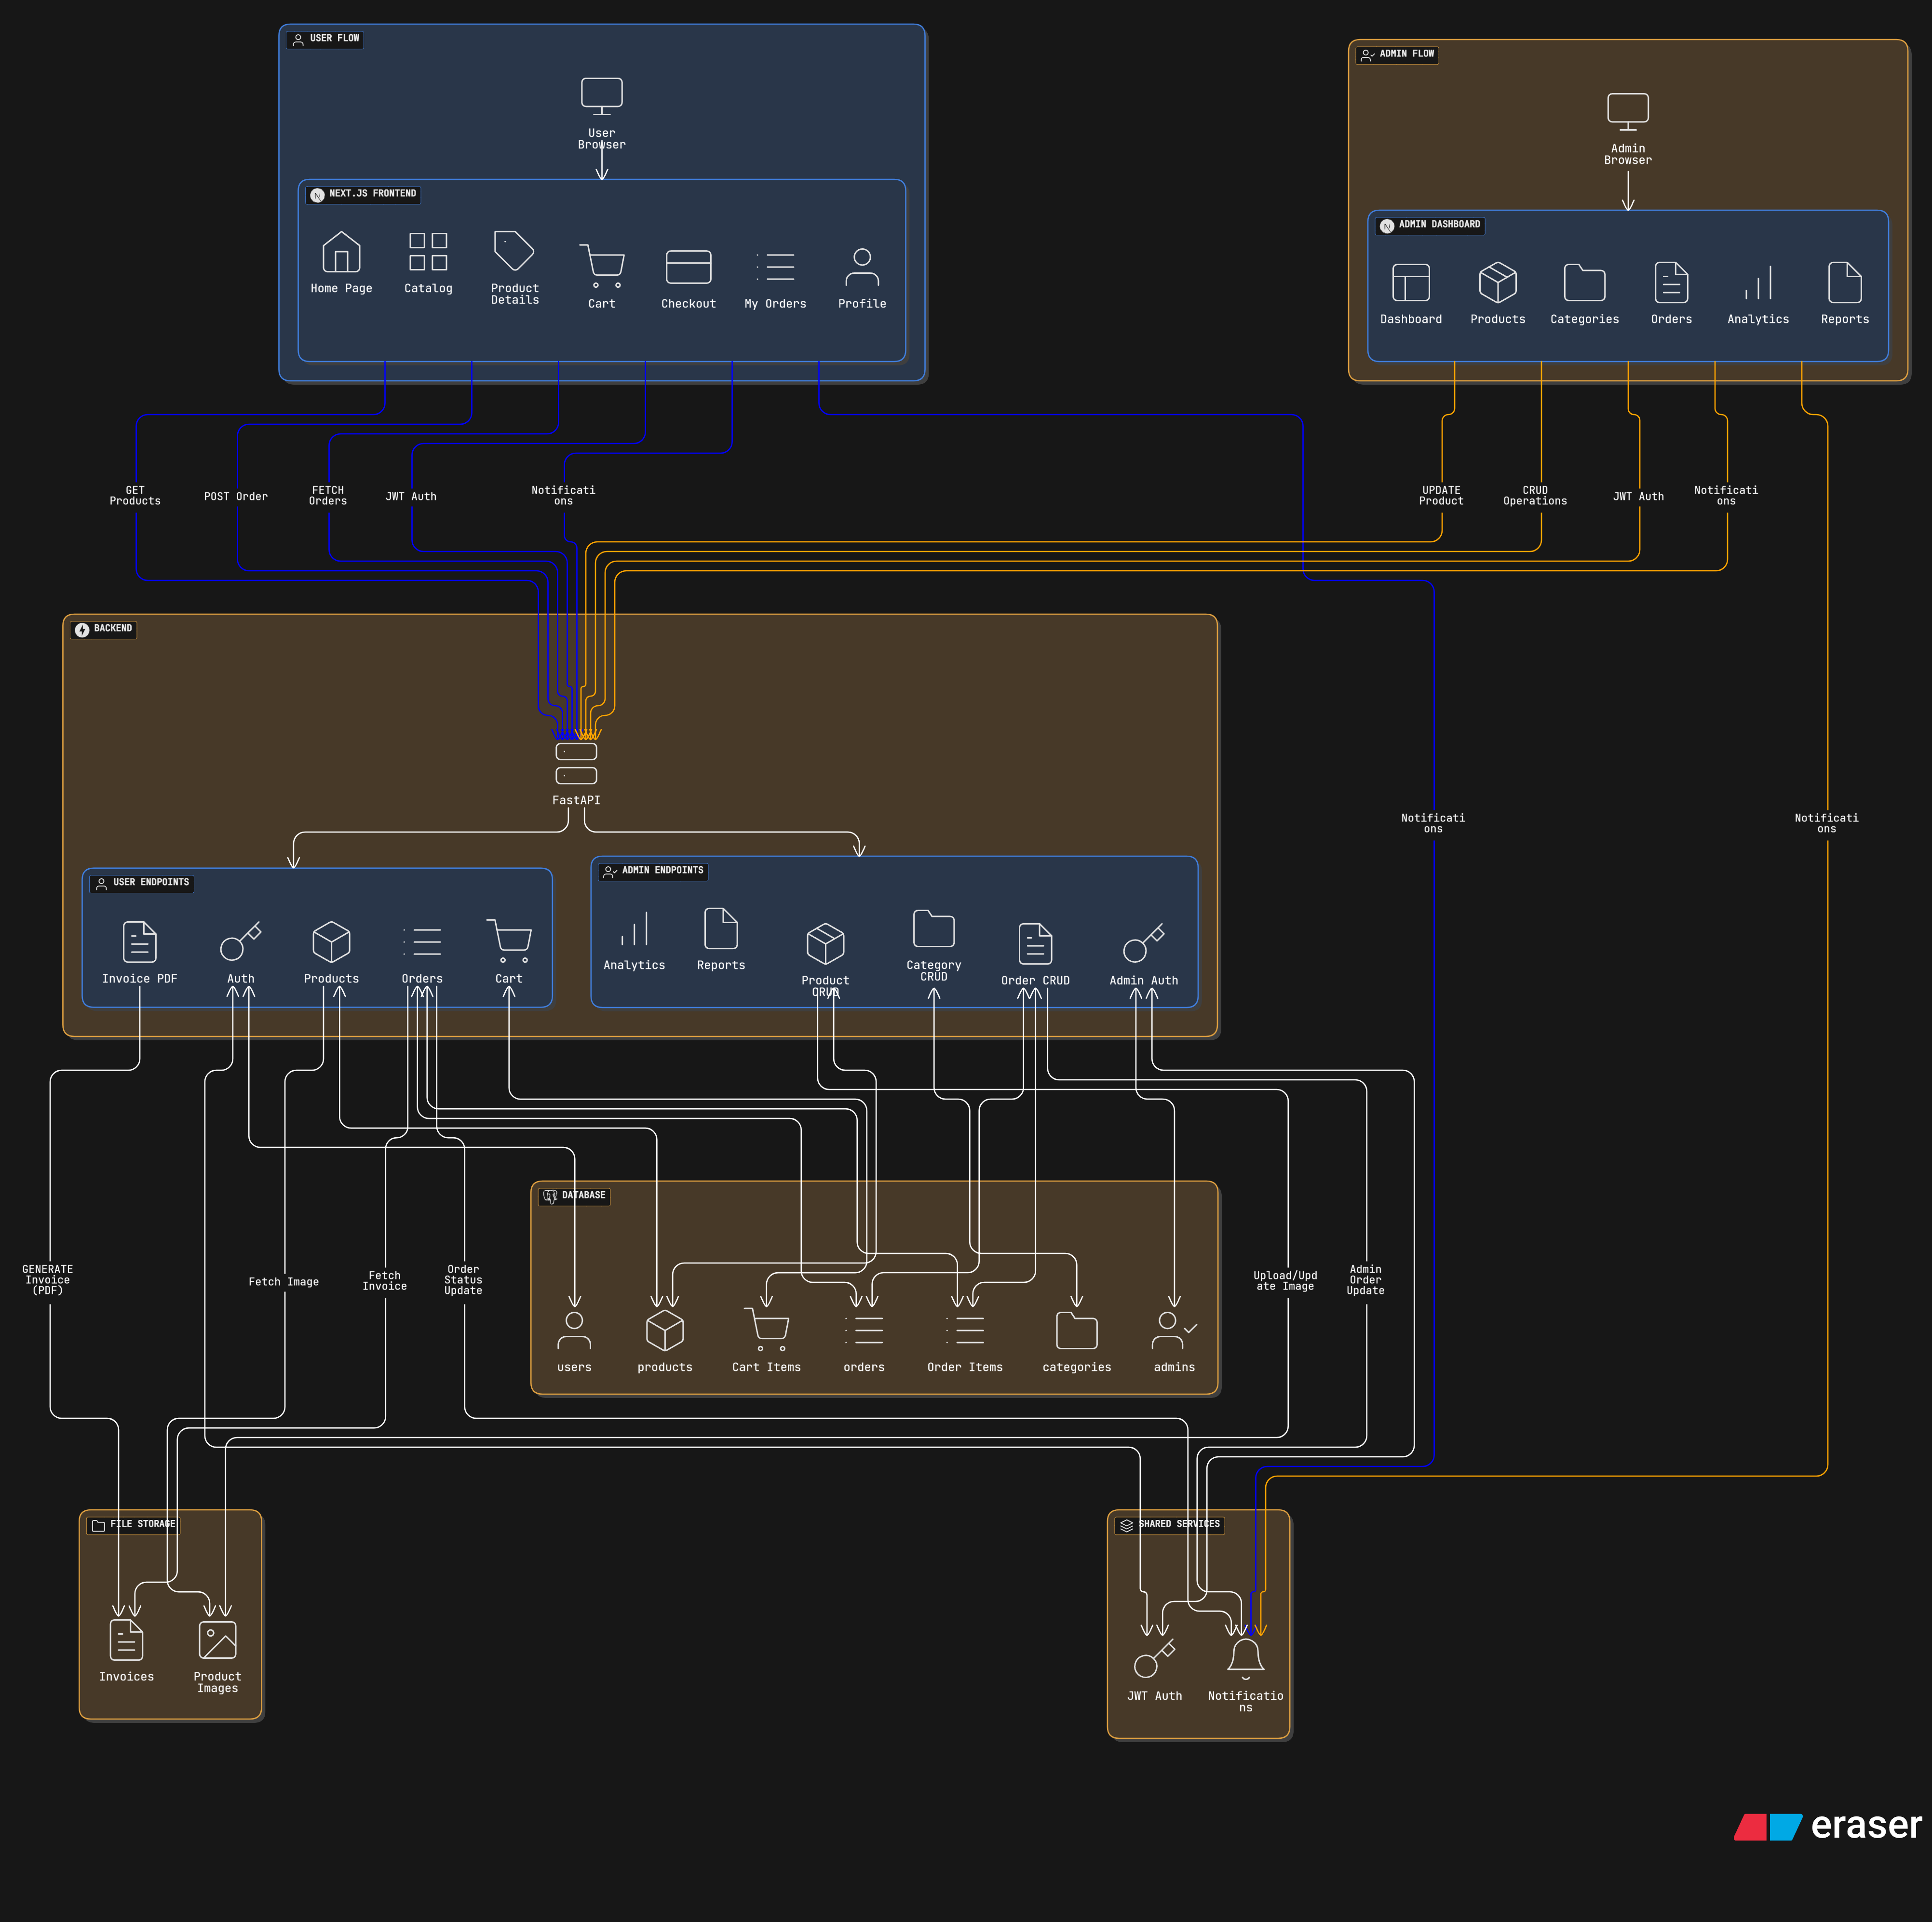 USER FLOW
User
Browser
NEXT.JS FRONTEND
Home Page
Catalog
Product
Details
Cart
Checkout
My Orders
Profile
ADMIN FLOW
Admin
Browser
ADMIN DASHBOARD
Dashboard
Products
Categories
Orders
Analytics
Reports
GET
Products
POST Order
FETCH
Orders
JWT Auth
Notificati
ons
UPDATE
Product
CRUD
Operations
JWT Auth
Notificati
ons
BACKEND
FastAPI
Notificati
ons
Notificati
ons
USER ENDPOINTS
Invoice PDF
Auth
Products
Orders
Cart
ADMIN ENDPOINTS
Analytics
Reports
Product
CRUD
Category
CRUD
Order CRUD
Admin Auth
DATABASE
GENERATE
Invoice
(PDF)
Fetch Image
Fetch
Invoice
Order
Status
Update
Upload/Upd
ate Image
Admin
Order
Update
users
products
Cart Items
orders
Order Items
categories
admins
FILE STORAGE
Invoices
Product
Images
SHARED SERVICES
JWT Auth
Notificatio
ns
eraser